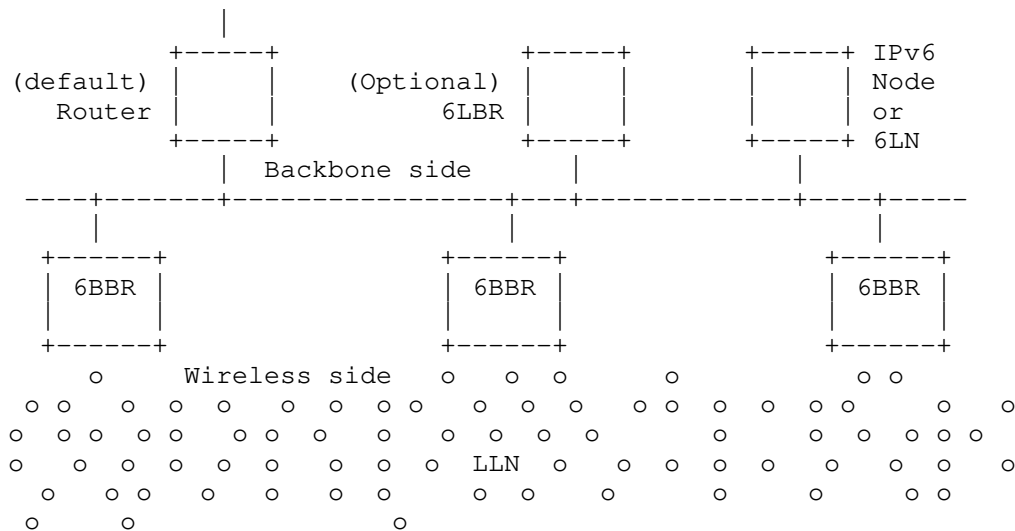 IPv6
(default) (Optional) Node
Router 6LBR or
6LN
Backbone side
6BBR 6BBR 6BBR
Wireless side
LLN